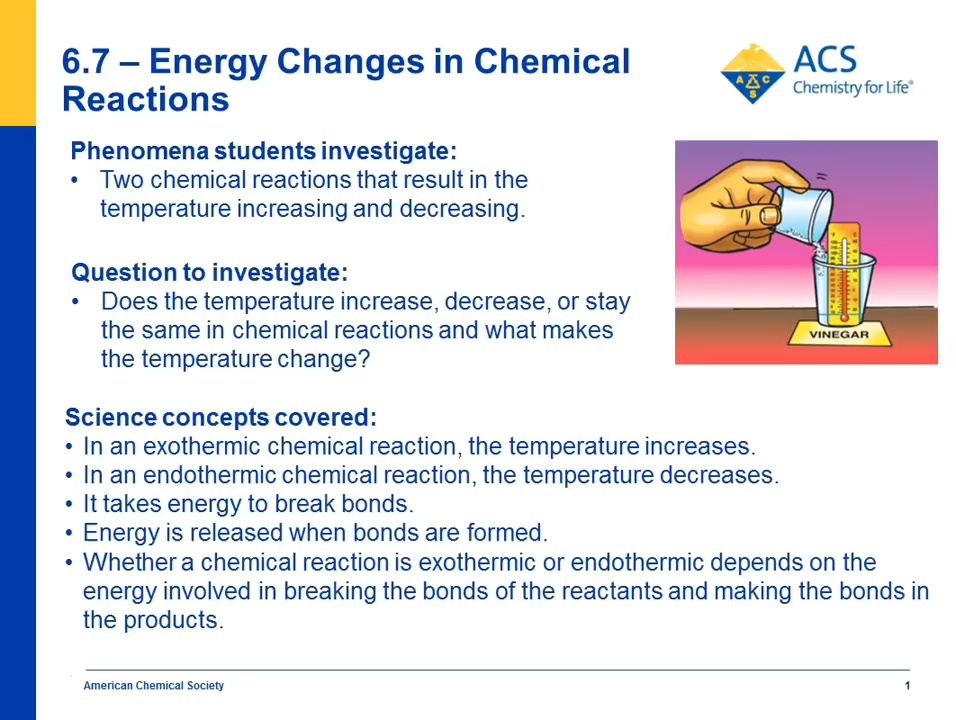 6.7 – Energy Changes in Chemical
Reactions
ACS
Chemistry for Life®
A C S
Phenomena students investigate:
• Two chemical reactions that result in the
temperature increasing and decreasing.
Question to investigate:
• Does the temperature increase, decrease, or stay
the same in chemical reactions and what makes
the temperature change?
VINEGAR
Science concepts covered:
• In an exothermic chemical reaction, the temperature increases.
• In an endothermic chemical reaction, the temperature decreases.
• It takes energy to break bonds.
• Energy is released when bonds are formed.
• Whether a chemical reaction is exothermic or endothermic depends on the
energy involved in breaking the bonds of the reactants and making the bonds in
the products.
American Chemical Society
1